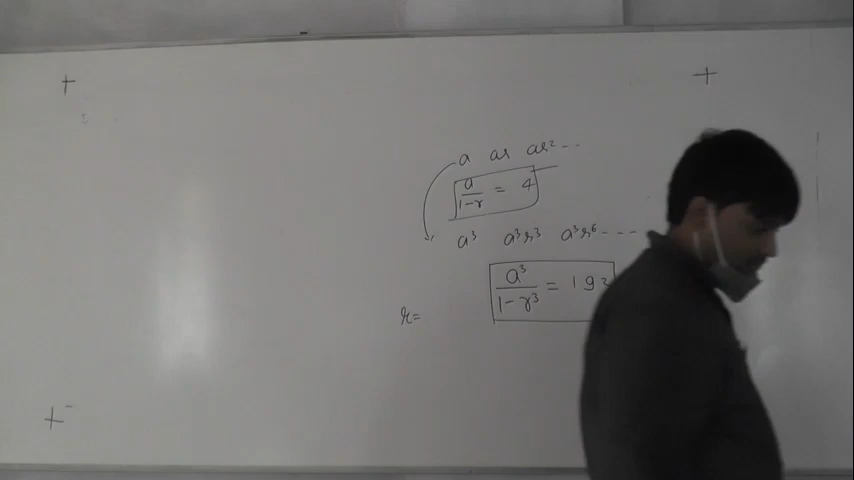 a ar ar² - -
a/1-r = 4
a³ a³r³ a³r⁶ - - - -
a³/1-r³ = 192
r=